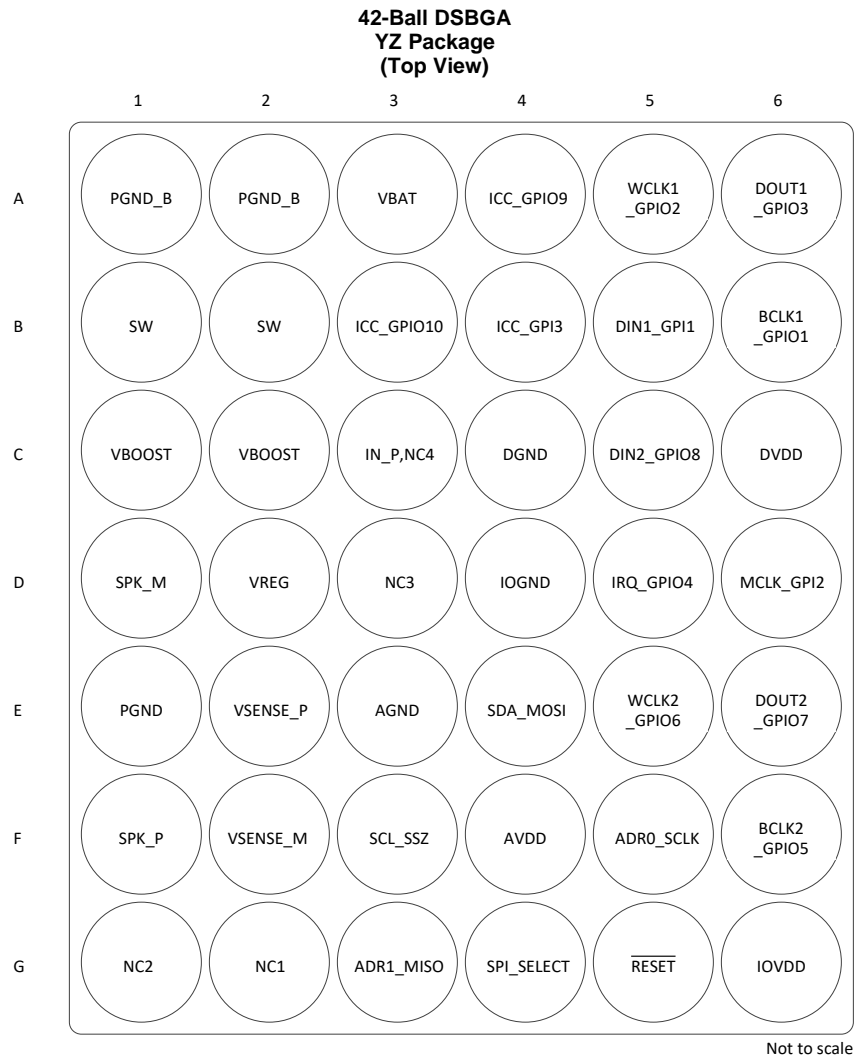 42-Ball DSBGA
YZ Package
(Top View)
1 2 3 4 5 6
A PGND_B PGND_B VBAT ICC_GPIO9 WCLK1 _GPIO2 DOUT1 _GPIO3
B SW SW ICC_GPIO10 ICC_GPI3 DIN1_GPI1 BCLK1 _GPIO1
C VBOOST VBOOST IN_P,NC4 DGND DIN2_GPIO8 DVDD
D SPK_M VREG NC3 IOGND IRQ_GPIO4 MCLK_GPI2
E PGND VSENSE_P AGND SDA_MOSI WCLK2 _GPIO6 DOUT2 _GPIO7
F SPK_P VSENSE_M SCL_SSZ AVDD ADR0_SCLK BCLK2 _GPIO5
G NC2 NC1 ADR1_MISO SPI_SELECT RESET IOVDD
Not to scale